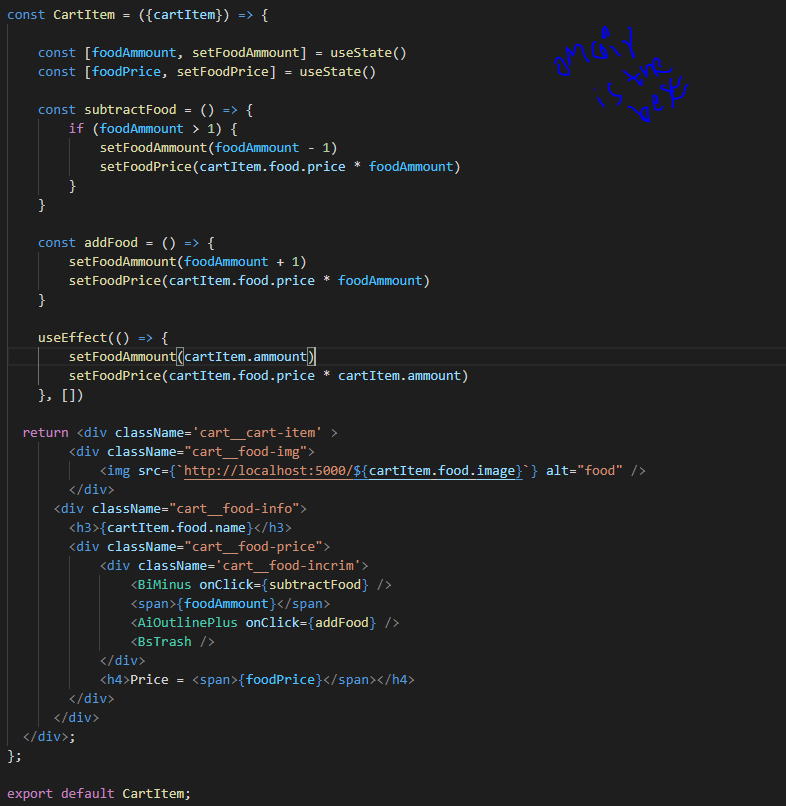 const CartItem = ({cartItem}) => {
const [foodAmmount, setFoodAmmount] = useState()
const [foodPrice, setFoodPrice] = useState()
const subtractFood = () => {
if (foodAmmount > 1) {
setFoodAmmount(foodAmmount - 1)
setFoodPrice(cartItem.food.price * foodAmmount)
}
}
const addFood = () => {
setFoodAmmount(foodAmmount + 1)
setFoodPrice(cartItem.food.price * foodAmmount)
}
useEffect(() => {
setFoodAmmount(cartItem.ammount)
setFoodPrice(cartItem.food.price * cartItem.ammount)
}, [])
return <div className='cart__cart-item' >
<div className="cart__food-img">
<img src={`http://localhost:5000/${cartItem.food.image}`} alt="food" />
</div>
<div className="cart__food-info">
<h3>{cartItem.food.name}</h3>
<div className="cart__food-price">
<div className='cart__food-incrim'>
<BiMinus onClick={subtractFood} />
<span>{foodAmmount}</span>
<AiOutlinePlus onClick={addFood} />
<BsTrash />
</div>
<h4>Price = <span>{foodPrice}</span></h4>
</div>
</div>
</div>;
};
export default CartItem;